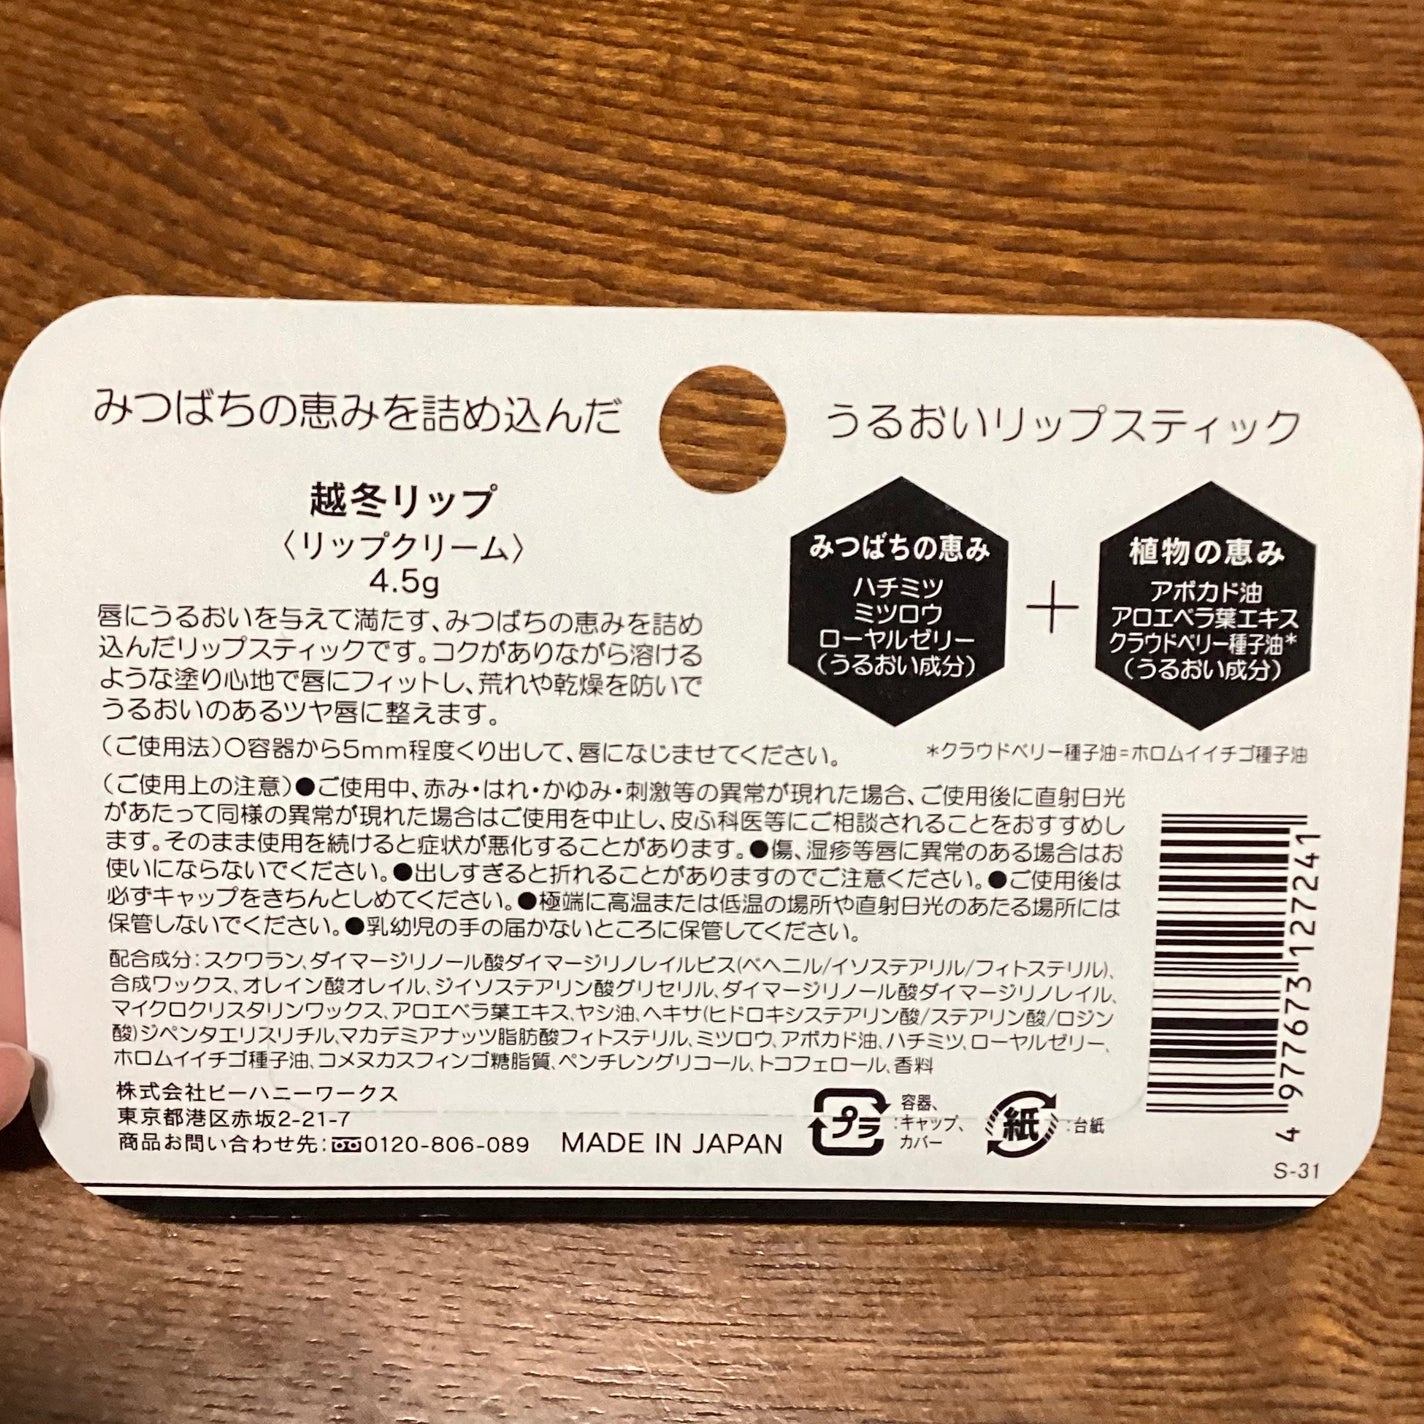 みつばちの恵みを詰め込んだ
うるおいリップスティック
越冬リップ
〈リップクリーム〉
4.5g
唇にうるおいを与えて満たす、みつばちの恵みを詰め
込んだリップスティックです。コクがありながら溶ける
ような塗り心地で唇にフィットし、荒れや乾燥を防いで
うるおいのあるツヤ唇に整えます。
みつばちの恵み
ハチミツ
ミツロウ
ローヤルゼリー
(うるおい成分)
+
植物の恵み
アボカド油
アロエベラ葉エキス
クラウドベリー種子油*
(うるおい成分)
(ご使用法)○容器から5mm程度くり出して、唇になじませてください。
*クラウドベリー種子油=ホロムイイチゴ種子油
(ご使用上の注意)●ご使用中、赤み・はれ・かゆみ・刺激等の異常が現れた場合、ご使用後に直射日光
があたって同様の異常が現れた場合はご使用を中止し、皮ふ科医等にご相談されることをおすすめし
ます。そのまま使用を続けると症状が悪化することがあります。●傷、湿疹等唇に異常のある場合はお
使いにならないでください。●出しすぎると折れることがありますのでご注意ください。●ご使用後は
必ずキャップをきちんとしめてください。●極端に高温または低温の場所や直射日光のあたる場所には
保管しないでください。●乳幼児の手の届かないところに保管してください。
配合成分:スクワラン、ダイマージリノール酸ダイマージリノレイルビス(ベヘニル/イソステアリル/フィトステリル)、
合成ワックス、オレイン酸オレイル、ジイソステアリン酸グリセリル、ダイマージリノール酸ダイマージリノレイル、
マイクロクリスタリンワックス、アロエベラ葉エキス、ヤシ油、ヘキサ(ヒドロキシステアリン酸/ステアリン酸/ロジン
酸)ジペンタエリスリチル、マカデミアナッツ脂肪酸フィトステリル、ミツロウ、アボカド油、ハチミツ、ローヤルゼリー、
ホロムイイチゴ種子油、コメヌカスフィンゴ糖脂質、ペンチレングリコール、トコフェロール、香料
株式会社ビーハニーワークス
東京都港区赤坂2-21-7
商品お問い合わせ先:0120-806-089
MADE IN JAPAN
プラ
容器、
:キャップ、
カバー
紙
:台紙
4 977673 127241
S-31